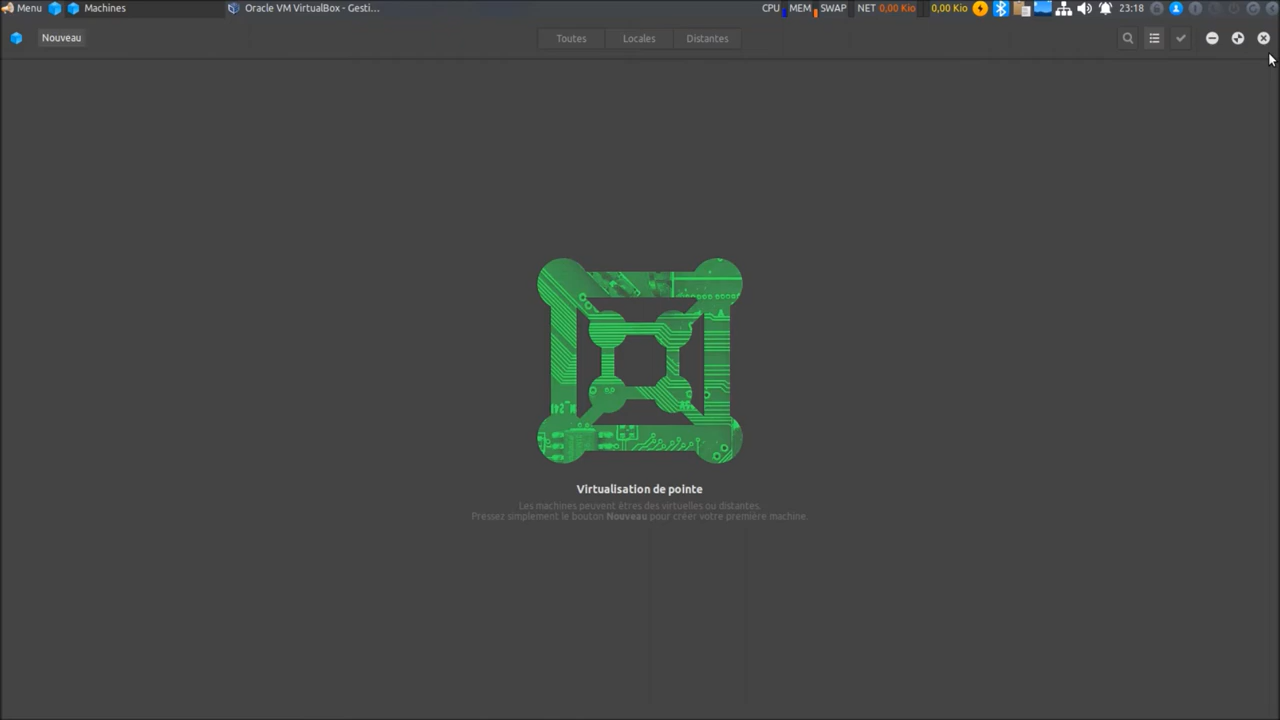 Menu Machines Oracle VM VirtualBox - Gesti... CPU MEM SWAP NET 0,00 Kio 0,00 Kio 23:18
Nouveau Toutes Locales Distantes
Virtualisation de pointe
Les machines peuvent êtres des virtuelles ou distantes.
Pressez simplement le bouton Nouveau pour créer votre première machine.